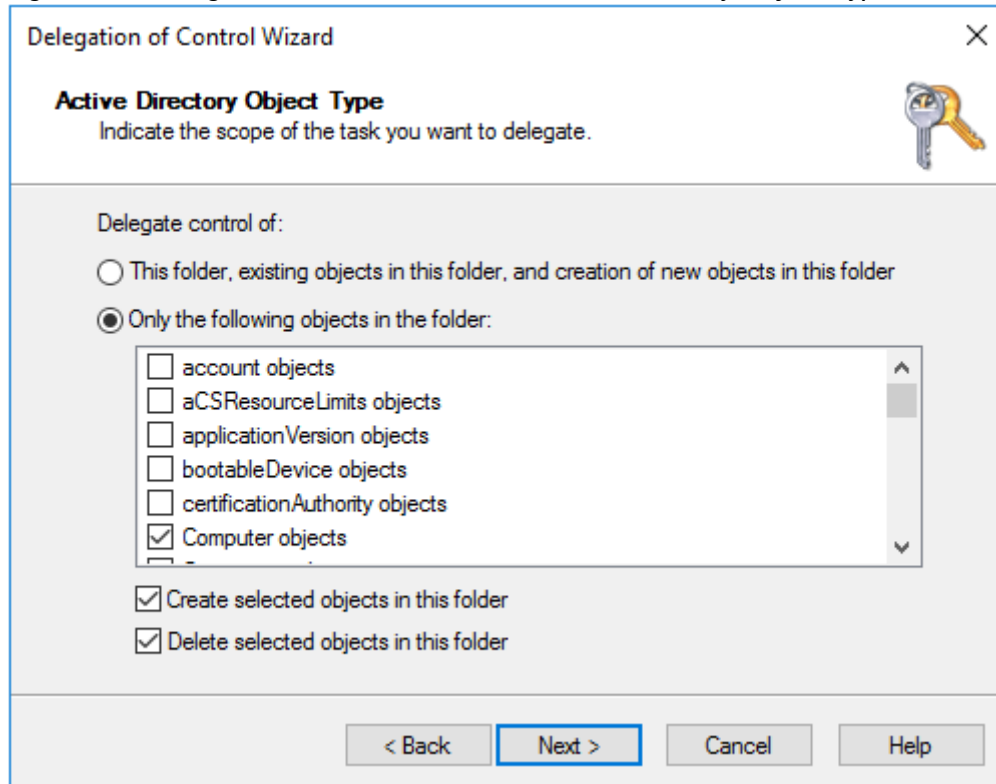 Delegation of Control Wizard
Active Directory Object Type
Indicate the scope of the task you want to delegate.
Delegate control of:
This folder, existing objects in this folder, and creation of new objects in this folder
Only the following objects in the folder:
account objects
aCSResourceLimits objects
applicationVersion objects
bootableDevice objects
certificationAuthority objects
Computer objects
Create selected objects in this folder
Delete selected objects in this folder
< Back
Next >
Cancel
Help